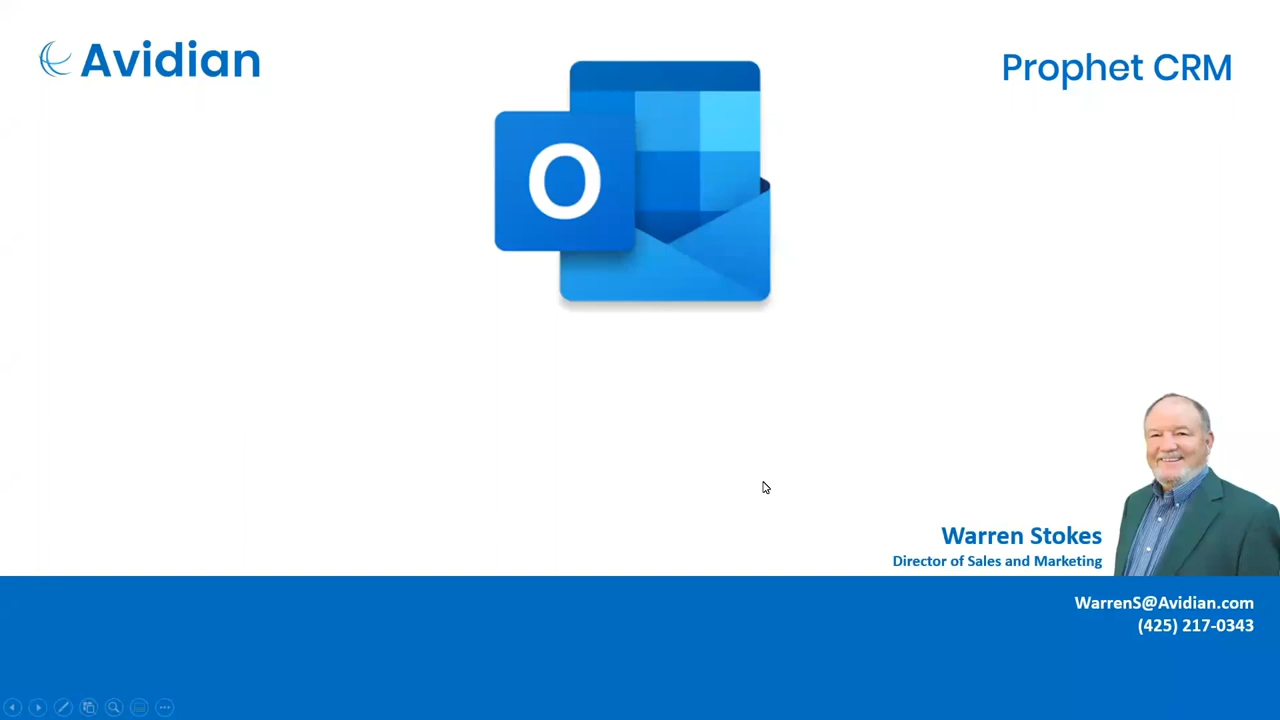 Avidian
Prophet CRM
O
Warren Stokes
Director of Sales and Marketing
WarrenS@Avidian.com
(425) 217-0343